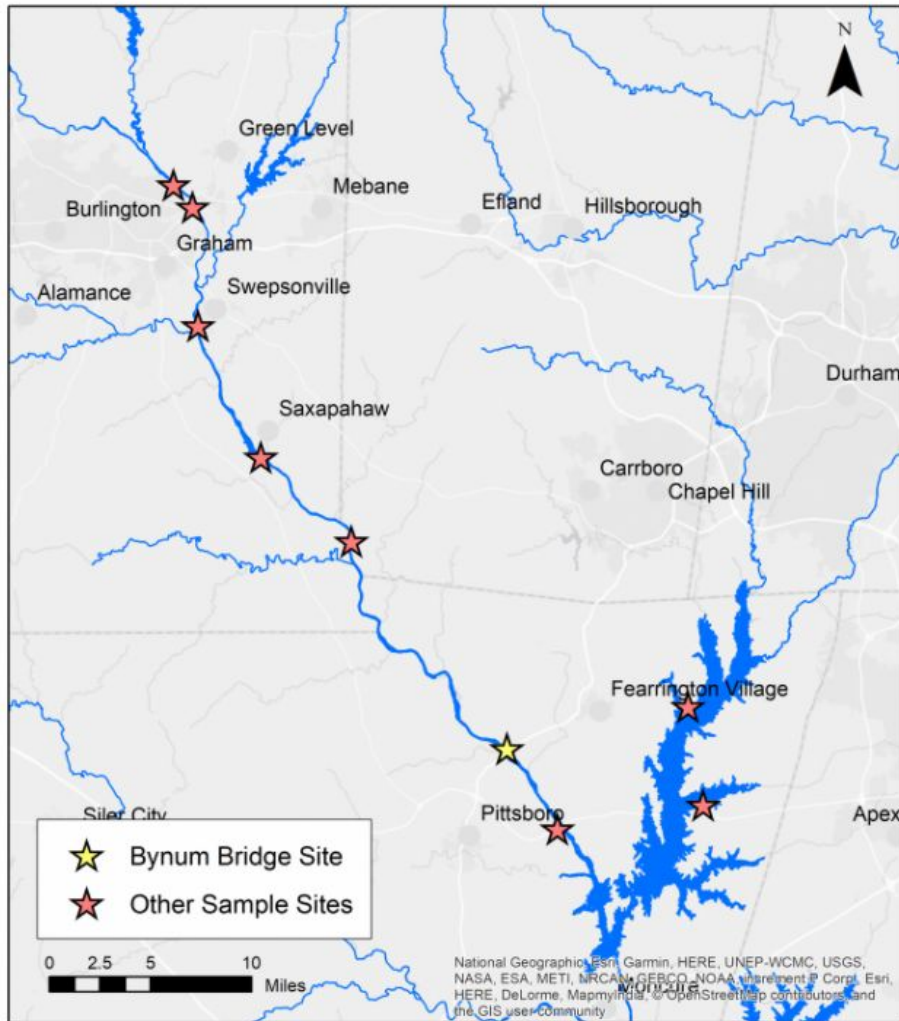 N
Green Level
Mebane
Burlington
Efland
Hillsborough
Graham
Alamance
Swepsonville
Durham
Saxapahaw
Carrboro
Chapel Hill
Fearrington Village
Siler City
Pittsboro
Apex
Bynum Bridge Site
Other Sample Sites
0 2.5 5 10
Miles
National Geographic, Esri, Garmin, HERE, UNEP-WCMC, USGS,
NASA, ESA, METI, NRCAN, GEBCO, NOAA, increment P Corp., Esri,
HERE, DeLorme, MapmyIndia, © OpenStreetMap contributors, and
the GIS user community
Moncure